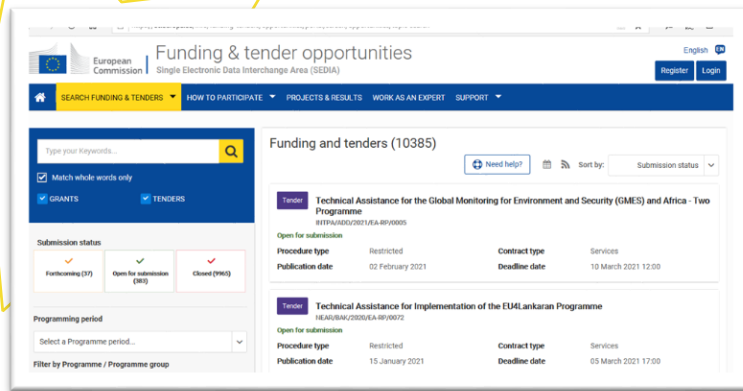 European
Commission
Funding & tender opportunities
Single Electronic Data Interchange Area (SEDIA)
English EN
Register Login
SEARCH FUNDING & TENDERS HOW TO PARTICIPATE PROJECTS & RESULTS WORK AS AN EXPERT SUPPORT
Type your Keywords...
Match whole words only
GRANTS TENDERS
Submission status
Forthcoming (37) Open for submission (383) Closed (9965)
Programming period
Select a Programme period...
Filter by Programme / Programme group
Funding and tenders (10385)
Need help? Sort by: Submission status
Tender Technical Assistance for the Global Monitoring for Environment and Security (GMES) and Africa - Two
Programme
INTPA/ADD/2021/EA-RP/0005
Open for submission
Procedure type Restricted Contract type Services
Publication date 02 February 2021 Deadline date 10 March 2021 12:00
Tender Technical Assistance for Implementation of the EU4Lankaran Programme
NEAR/BAK/2020/EA-RP/0072
Open for submission
Procedure type Restricted Contract type Services
Publication date 15 January 2021 Deadline date 05 March 2021 17:00